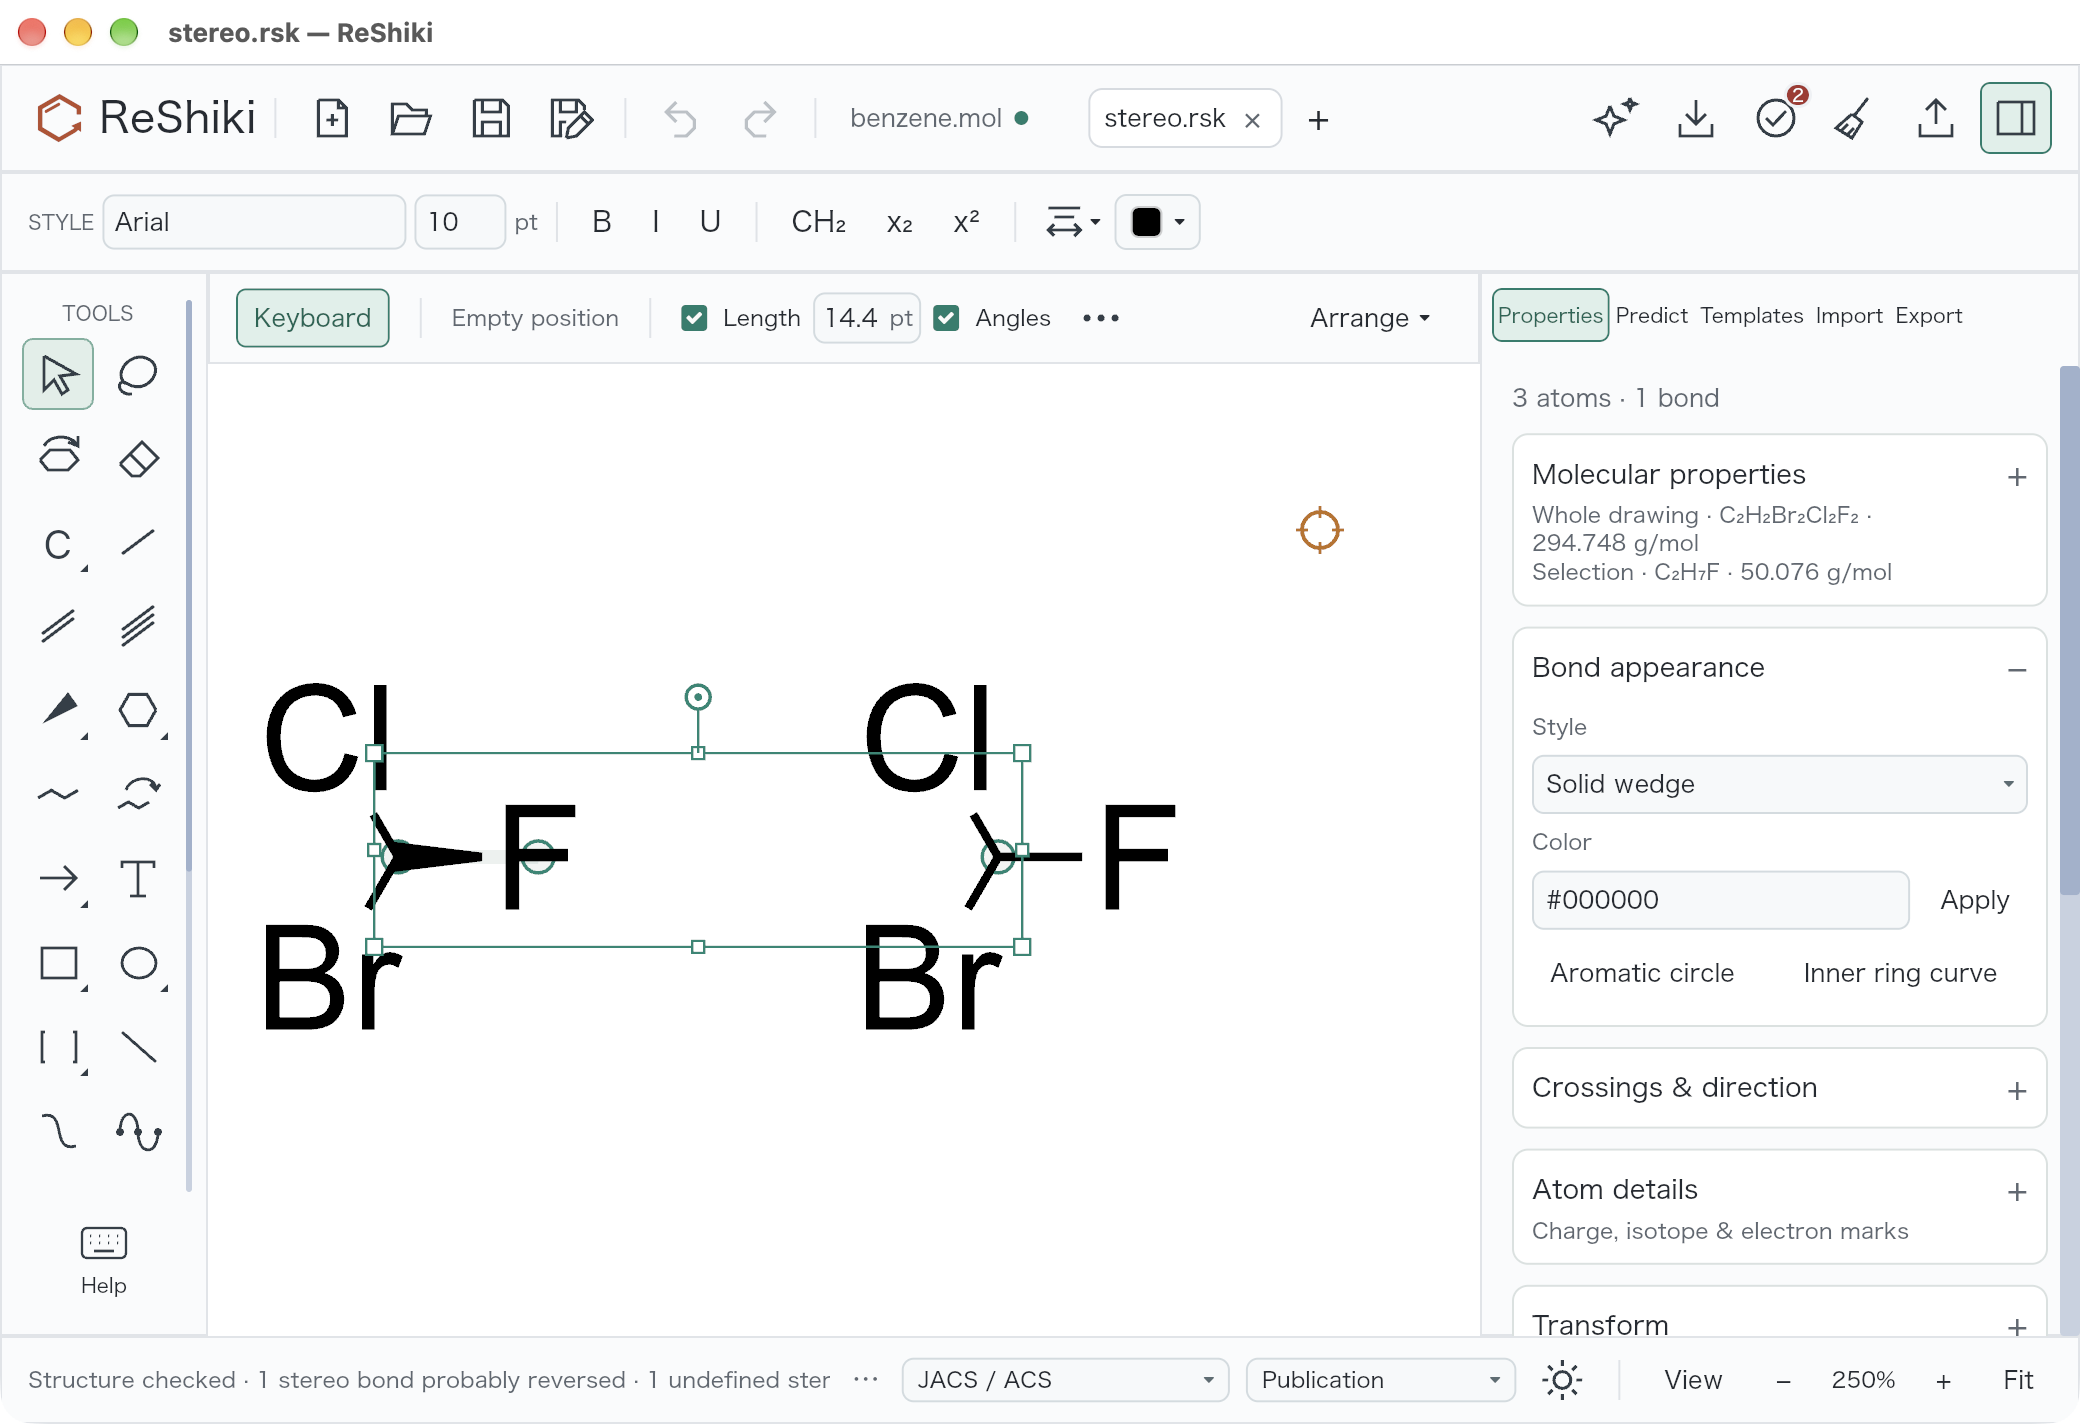 stereo.rsk — ReShiki
ReShiki
benzene.mol
stereo.rsk ×
+
2
STYLE Arial 10 pt B I U CH₂ x₂ x²
TOOLS
Keyboard Empty position Length 14.4 pt Angles ••• Arrange
Properties Predict Templates Import Export
C
T
[ ]
Help
Cl
F
Br
Cl
F
Br
3 atoms · 1 bond
Molecular properties +
Whole drawing · C₂H₂Br₂Cl₂F₂ ·
294.748 g/mol
Selection · C₂H₇F · 50.076 g/mol
Bond appearance −
Style
Solid wedge
Color
#000000 Apply
Aromatic circle Inner ring curve
Crossings & direction +
Atom details +
Charge, isotope & electron marks
Transform +
Structure checked · 1 stereo bond probably reversed · 1 undefined ster ··· JACS / ACS Publication View − 250% + Fit